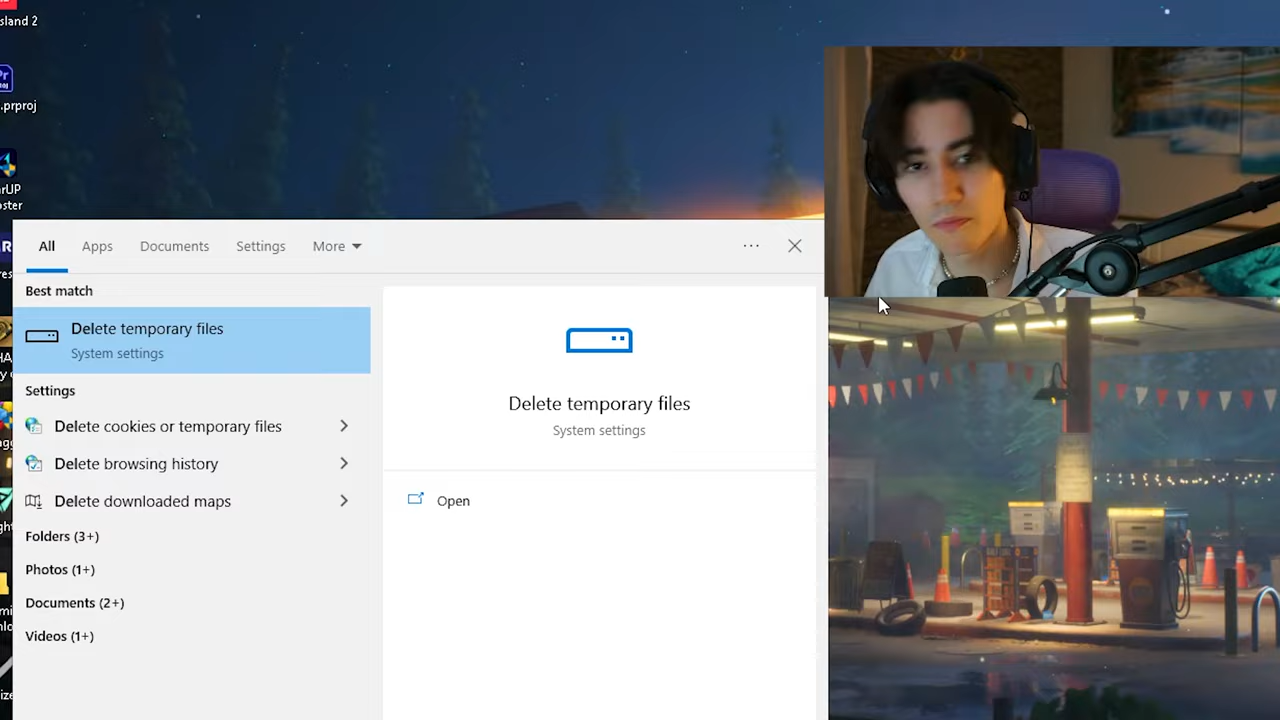 sland 2
.prproj
All
Apps
Documents
Settings
More
Best match
Delete temporary files
System settings
Settings
Delete cookies or temporary files
Delete browsing history
Delete downloaded maps
Folders (3+)
Photos (1+)
Documents (2+)
Videos (1+)
Delete temporary files
System settings
Open